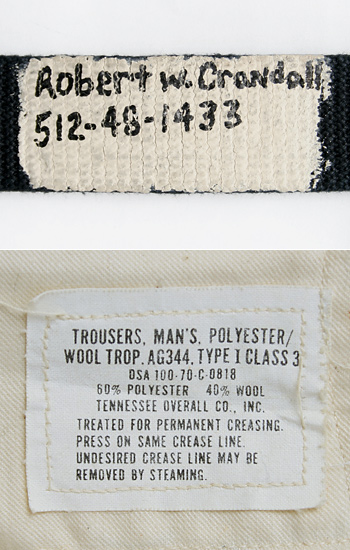 Robert W. Crandall
512-48-1433
TROUSERS, MAN'S, POLYESTER/
WOOL TROP, AG344, TYPE I CLASS 3
DSA 100-70-C-0818
60% POLYESTER 40% WOOL
TENNESSEE OVERALL CO., INC.
TREATED FOR PERMANENT CREASING.
PRESS ON SAME CREASE LINE.
UNDESIRED CREASE LINE MAY BE
REMOVED BY STEAMING.